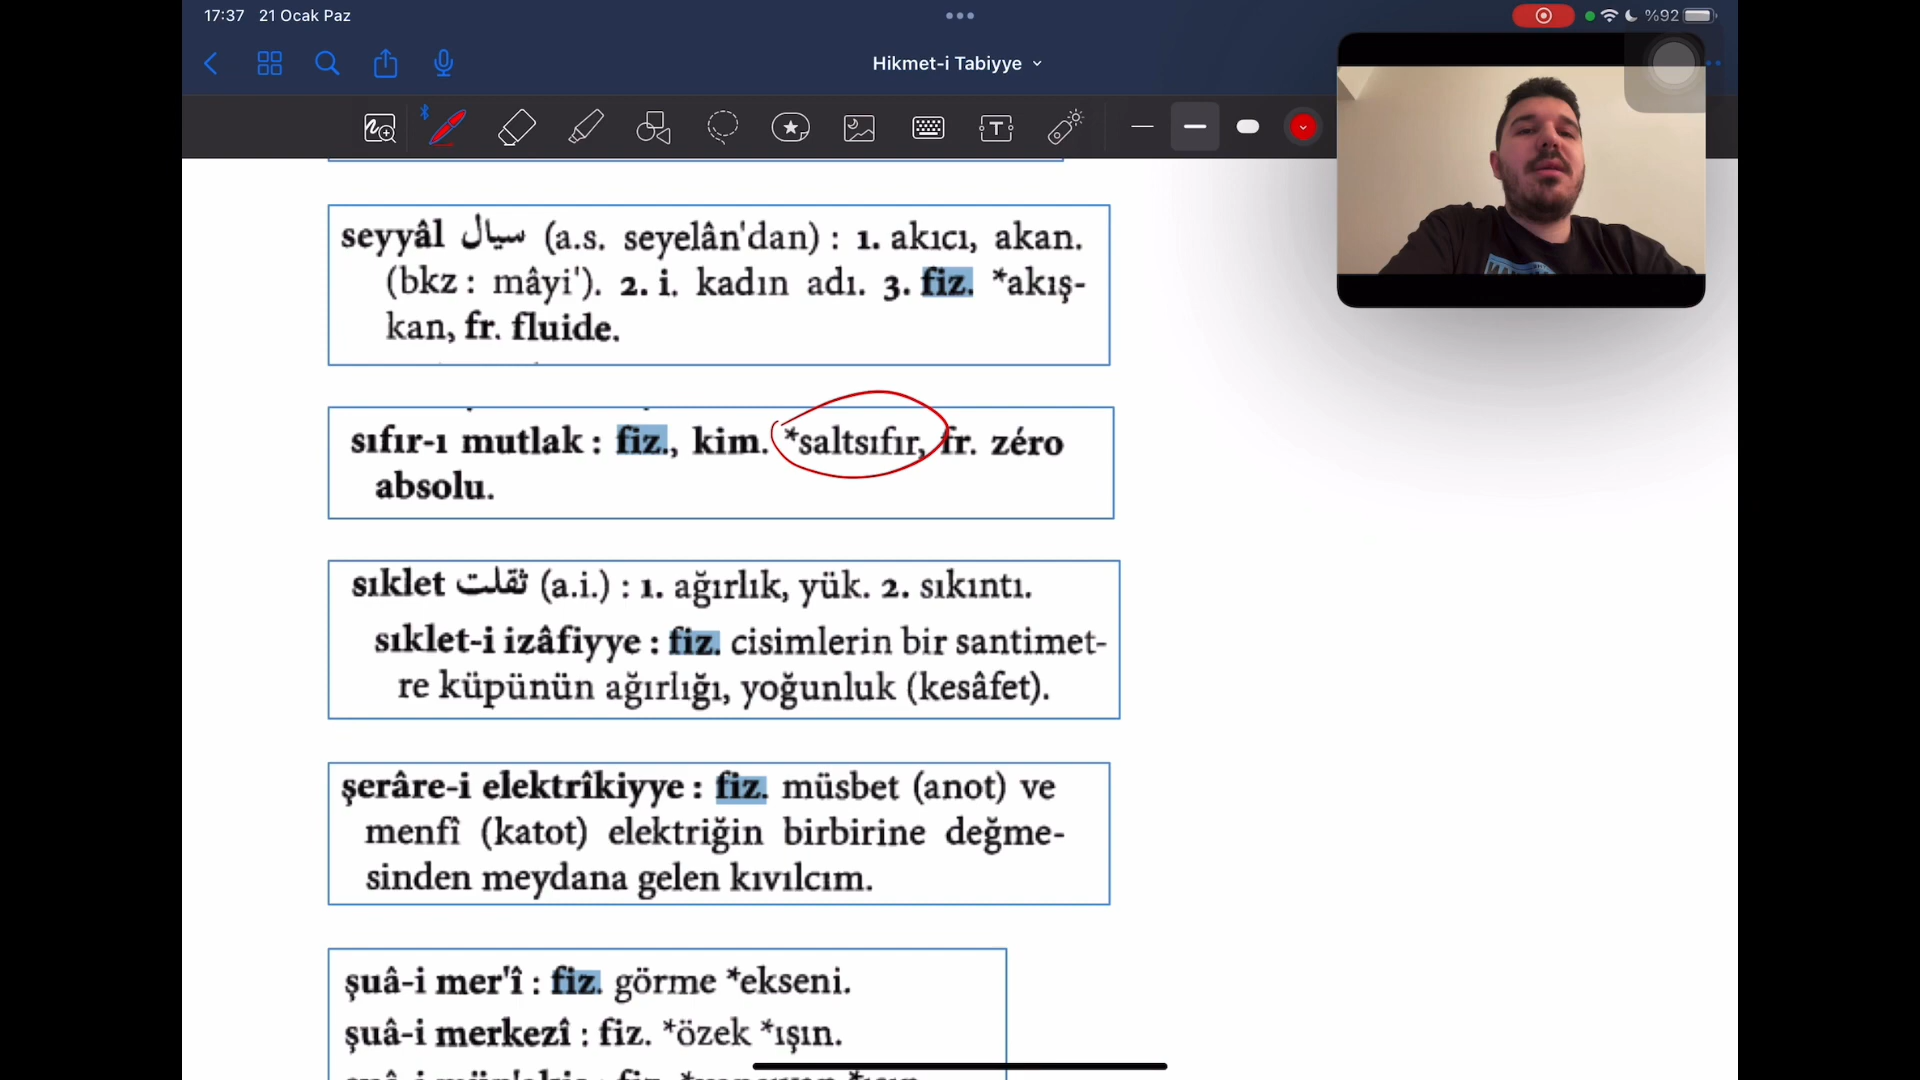 17:37 21 Ocak Paz
%92
Hikmet-i Tabiyye
seyyâl سيال (a.s. seyelân'dan) : 1. akıcı, akan.
(bkz : mâyi'). 2. i. kadın adı. 3. fiz. *akış-
kan, fr. fluide.
sıfır-ı mutlak : fiz., kim. *saltsıfır, fr. zéro
absolu.
sıklet ثقلت (a.i.) : 1. ağırlık, yük. 2. sıkıntı.
sıklet-i izâfiyye : fiz. cisimlerin bir santimet-
re küpünün ağırlığı, yoğunluk (kesâfet).
şerâre-i elektrîkiyye : fiz. müsbet (anot) ve
menfî (katot) elektriğin birbirine değme-
sinden meydana gelen kıvılcım.
şuâ-i mer'î : fiz. görme *ekseni.
şuâ-i merkezî : fiz. *özek *ışın.